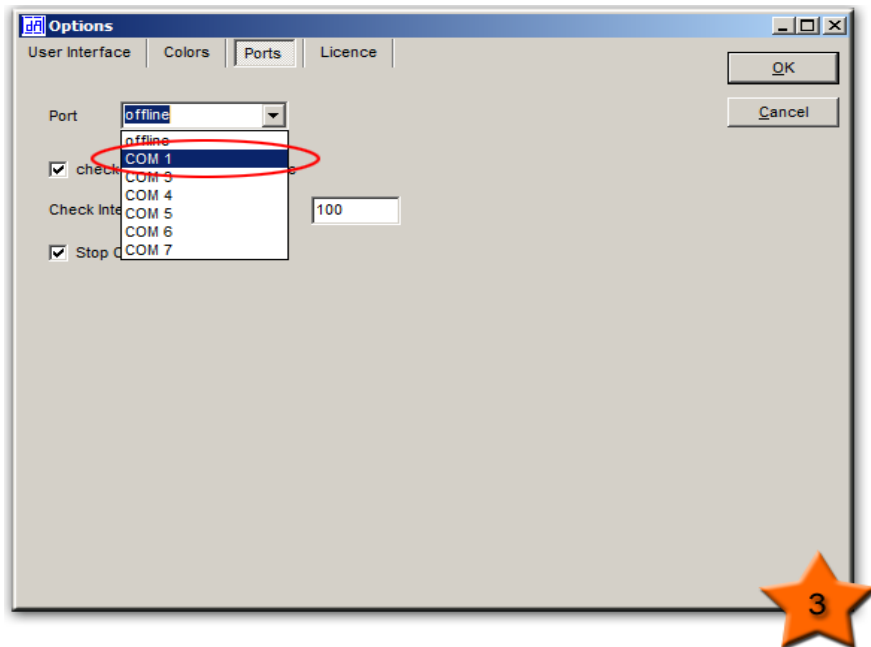 dA Options
User Interface Colors Ports Licence
OK
Cancel
Port offline
offline
COM 1
check
COM 3
COM 4
Check Inte 100
COM 5
COM 6
Stop C
COM 7
3